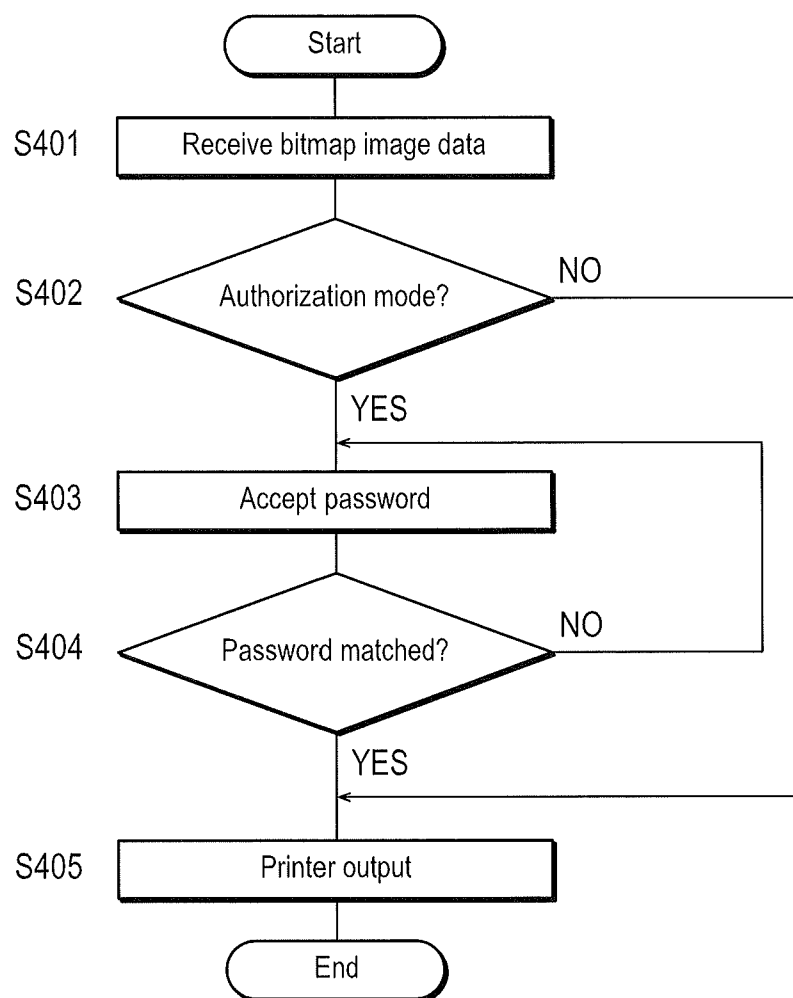 Start
S401
Receive bitmap image data
S402
Authorization mode?
NO
YES
S403
Accept password
S404
Password matched?
NO
YES
S405
Printer output
End